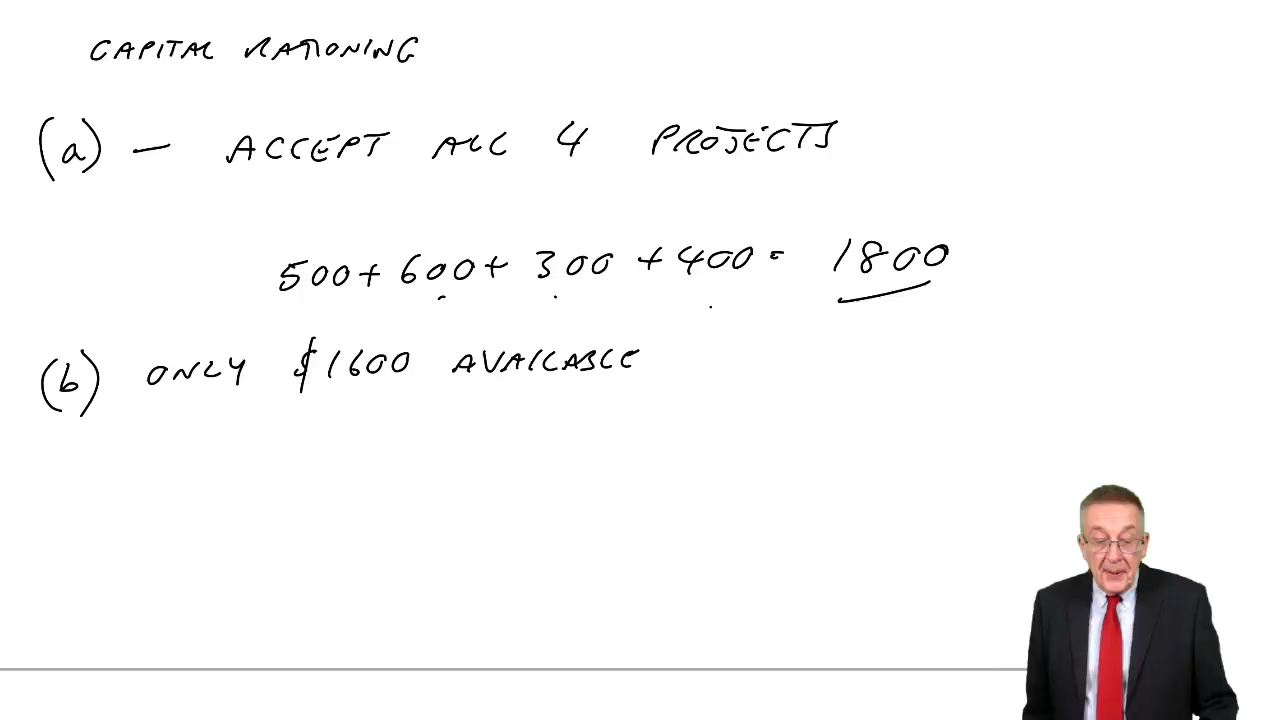 CAPITAL RATIONING
(a) — ACCEPT ALL 4 PROJECTS
500 + 600 + 300 + 400 = 1800
(b) ONLY $1600 AVAILABLE